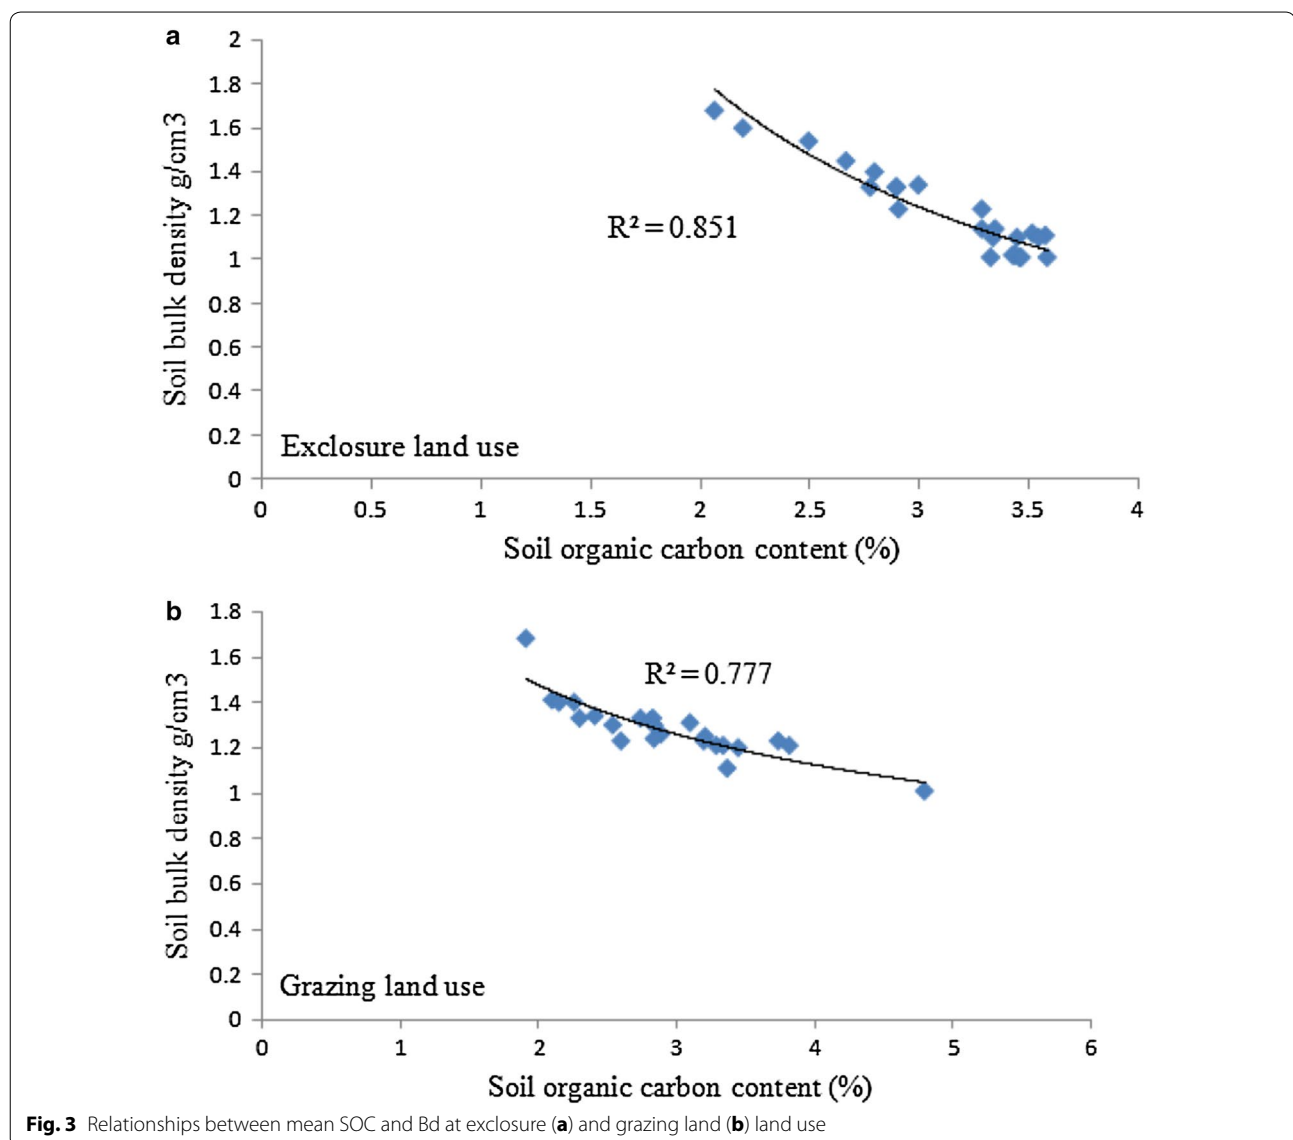 a
2
1.8
1.6
1.4
1.2
1
0.8
0.6
0.4
0.2
0
Soil bulk density g/cm3
R² = 0.851
Exclosure land use
0 0.5 1 1.5 2 2.5 3 3.5 4
Soil organic carbon content (%)
b
1.8
1.6
1.4
1.2
1
0.8
0.6
0.4
0.2
0
Soil bulk density g/cm3
R² = 0.777
Grazing land use
0 1 2 3 4 5 6
Soil organic carbon content (%)
Fig. 3 Relationships between mean SOC and Bd at exclosure (a) and grazing land (b) land use